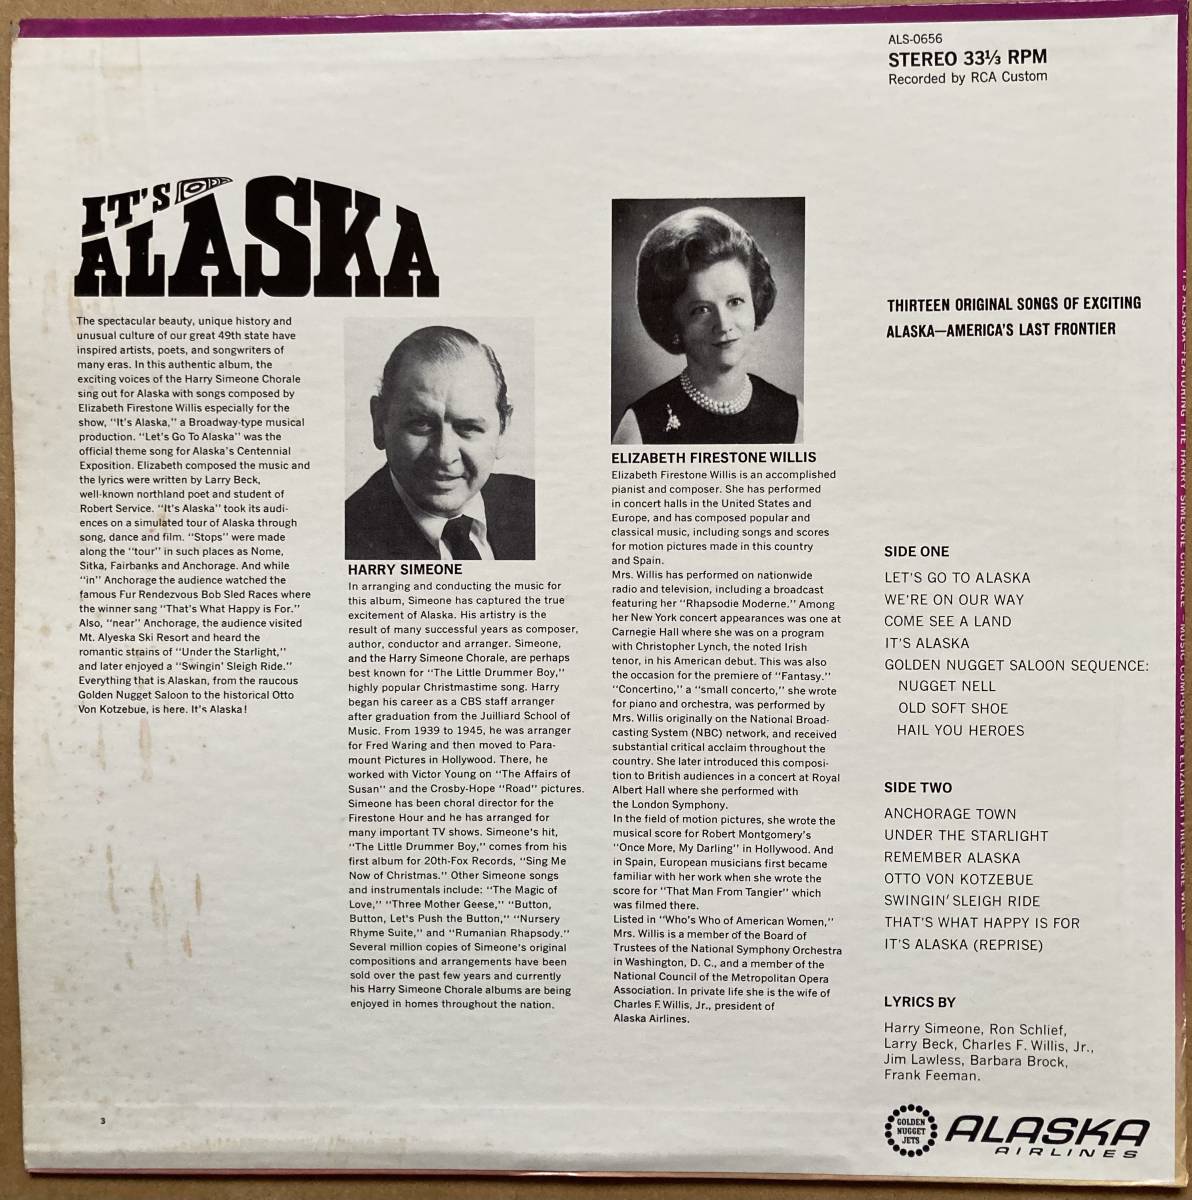 ALS-0656
STEREO 33⅓ RPM
Recorded by RCA Custom
IT'S
ALASKA
The spectacular beauty, unique history and
unusual culture of our great 49th state have
inspired artists, poets, and songwriters of
many eras. In this authentic album, the
exciting voices of the Harry Simeone Chorale
sing out for Alaska with songs composed by
Elizabeth Firestone Willis especially for the
show, "It's Alaska," a Broadway-type musical
production. "Let's Go To Alaska" was the
official theme song for Alaska's Centennial
Exposition. Elizabeth composed the music and
the lyrics were written by Larry Beck,
well-known northland poet and student of
Robert Service. "It's Alaska" took its audi-
ences on a simulated tour of Alaska through
song, dance and film. "Stops" were made
along the "tour" in such places as Nome,
Sitka, Fairbanks and Anchorage. And while
"in" Anchorage the audience watched the
famous Fur Rendezvous Bob Sled Races where
the winner sang "That's What Happy is For."
Also, "near" Anchorage, the audience visited
Mt. Alyeska Ski Resort and heard the
romantic strains of "Under the Starlight,"
and later enjoyed a "Swingin' Sleigh Ride."
Everything that is Alaskan, from the raucous
Golden Nugget Saloon to the historical Otto
Von Kotzebue, is here. It's Alaska!
HARRY SIMEONE
In arranging and conducting the music for
this album, Simeone has captured the true
excitement of Alaska. His artistry is the
result of many successful years as composer,
author, conductor and arranger. Simeone,
and the Harry Simeone Chorale, are perhaps
best known for "The Little Drummer Boy,"
highly popular Christmastime song. Harry
began his career as a CBS staff arranger
after graduation from the Juilliard School of
Music. From 1939 to 1945, he was arranger
for Fred Waring and then moved to Para-
mount Pictures in Hollywood. There, he
worked with Victor Young on "The Affairs of
Susan" and the Crosby-Hope "Road" pictures.
Simeone has been choral director for the
Firestone Hour and he has arranged for
many important TV shows. Simeone's hit,
"The Little Drummer Boy," comes from his
first album for 20th-Fox Records, "Sing Me
Now of Christmas." Other Simeone songs
and instrumentals include: "The Magic of
Love," "Three Mother Geese," "Button,
Button, Let's Push the Button," "Nursery
Rhyme Suite," and "Rumanian Rhapsody."
Several million copies of Simeone's original
compositions and arrangements have been
sold over the past few years and currently
his Harry Simeone Chorale albums are being
enjoyed in homes throughout the nation.
ELIZABETH FIRESTONE WILLIS
Elizabeth Firestone Willis is an accomplished
pianist and composer. She has performed
in concert halls in the United States and
Europe, and has composed popular and
classical music, including songs and scores
for motion pictures made in this country
and Spain.
Mrs. Willis has performed on nationwide
radio and television, including a broadcast
featuring her "Rhapsodie Moderne." Among
her New York concert appearances was one at
Carnegie Hall where she was on a program
with Christopher Lynch, the noted Irish
tenor, in his American debut. This was also
the occasion for the premiere of "Fantasy."
"Concertino," a "small concerto," she wrote
for piano and orchestra, was performed by
Mrs. Willis originally on the National Broad-
casting System (NBC) network, and received
substantial critical acclaim throughout the
country. She later introduced this composi-
tion to British audiences in a concert at Royal
Albert Hall where she performed with
the London Symphony.
In the field of motion pictures, she wrote the
musical score for Robert Montgomery's
"Once More, My Darling" in Hollywood. And
in Spain, European musicians first became
familiar with her work when she wrote the
score for "That Man From Tangier" which
was filmed there.
Listed in "Who's Who of American Women,"
Mrs. Willis is a member of the Board of
Trustees of the National Symphony Orchestra
in Washington, D. C., and a member of the
National Council of the Metropolitan Opera
Association. In private life she is the wife of
Charles F. Willis, Jr., president of
Alaska Airlines.
THIRTEEN ORIGINAL SONGS OF EXCITING
ALASKA—AMERICA'S LAST FRONTIER
SIDE ONE
LET'S GO TO ALASKA
WE'RE ON OUR WAY
COME SEE A LAND
IT'S ALASKA
GOLDEN NUGGET SALOON SEQUENCE:
NUGGET NELL
OLD SOFT SHOE
HAIL YOU HEROES
SIDE TWO
ANCHORAGE TOWN
UNDER THE STARLIGHT
REMEMBER ALASKA
OTTO VON KOTZEBUE
SWINGIN' SLEIGH RIDE
THAT'S WHAT HAPPY IS FOR
IT'S ALASKA (REPRISE)
LYRICS BY
Harry Simeone, Ron Schlief,
Larry Beck, Charles F. Willis, Jr.,
Jim Lawless, Barbara Brock,
Frank Feeman.
GOLDEN
NUGGET
JETS
ALASKA
AIRLINES
3
IT'S ALASKA—FEATURING THE HARRY SIMEONE CHORALE – MUSIC COMPOSED BY ELIZABETH FIRESTONE WILLIS